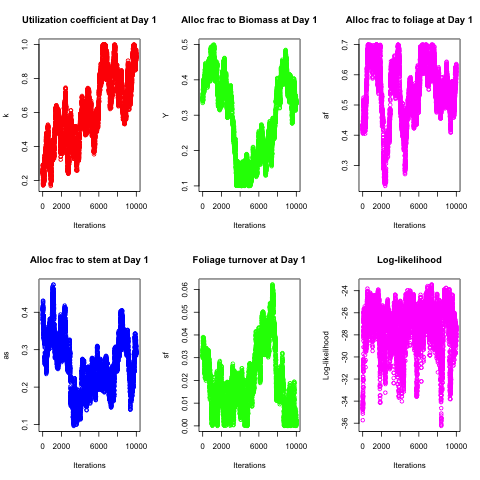 Utilization coefficient at Day 1
Alloc frac to Biomass at Day 1
Alloc frac to foliage at Day 1
k
0.2 0.4 0.6 0.8 1.0
0 2000 6000 10000
Iterations
Y
0.1 0.2 0.3 0.4 0.5
0 2000 6000 10000
Iterations
af
0.3 0.4 0.5 0.6 0.7
0 2000 6000 10000
Iterations
Alloc frac to stem at Day 1
Foliage turnover at Day 1
Log-likelihood
as
0.1 0.2 0.3 0.4
0 2000 6000 10000
Iterations
sf
0.00 0.01 0.02 0.03 0.04 0.05 0.06
0 2000 6000 10000
Iterations
Log-likelihood
-36 -34 -32 -30 -28 -26 -24
0 2000 6000 10000
Iterations